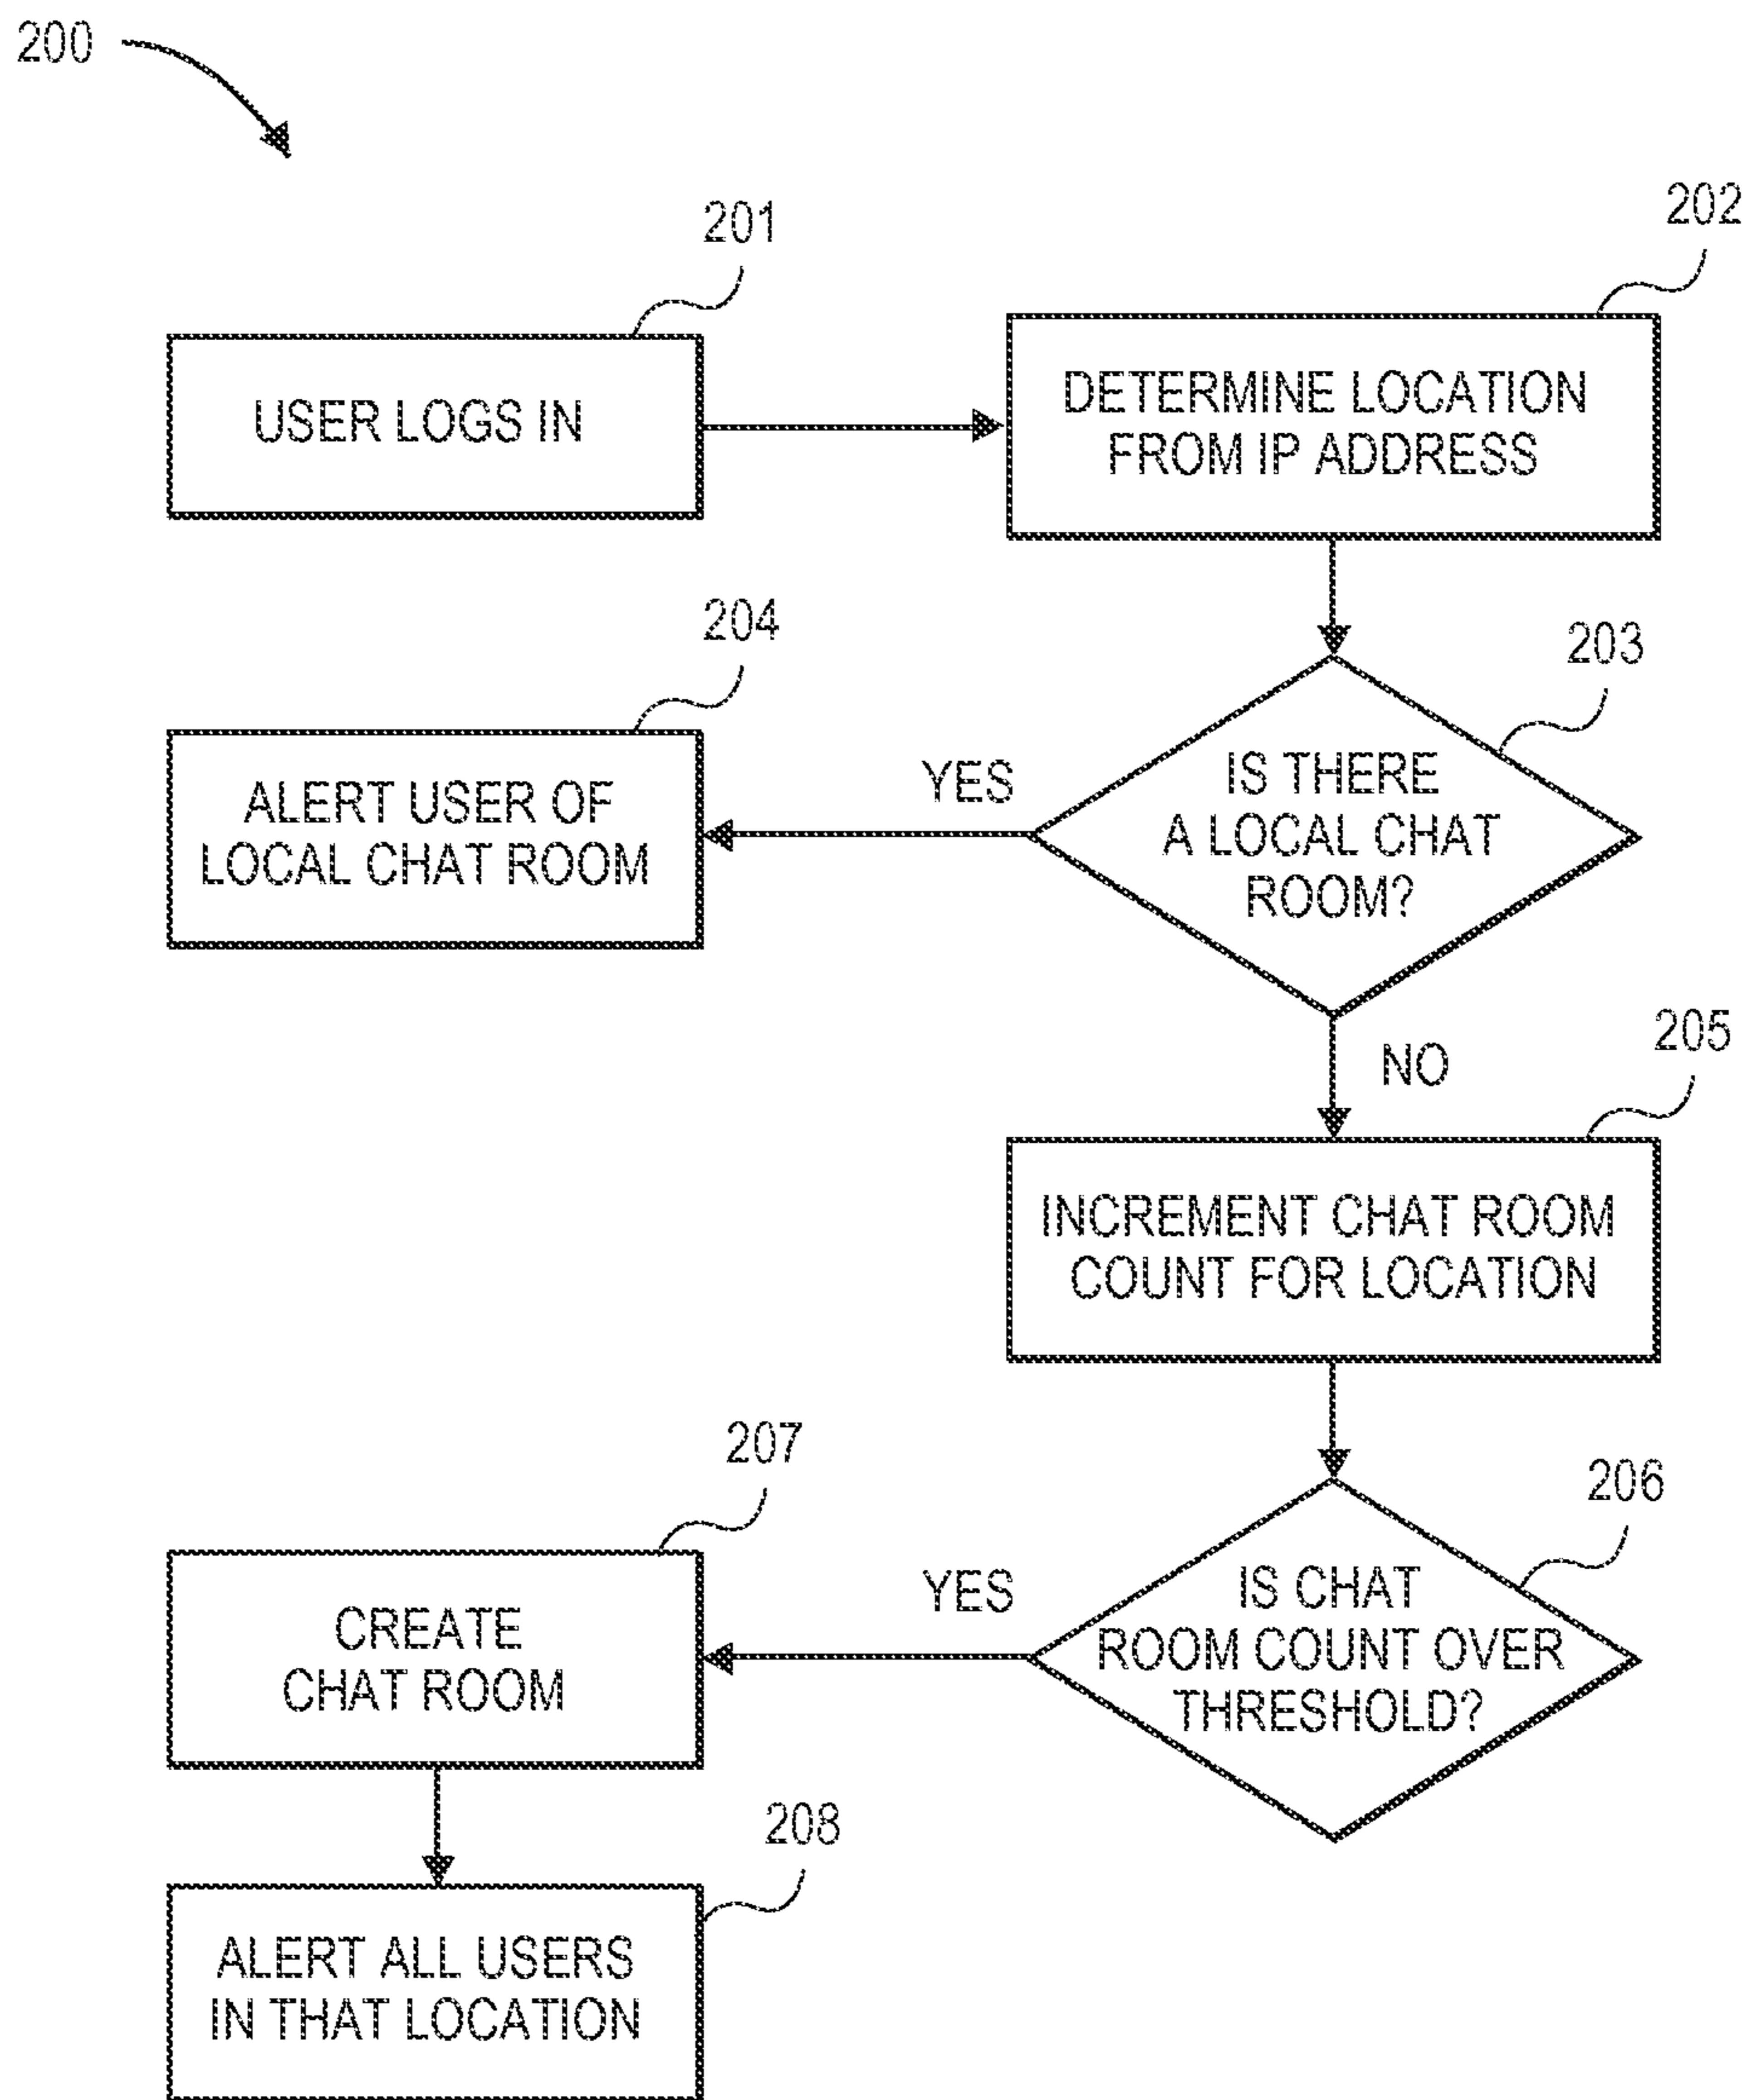 200
201
USER LOGS IN
202
DETERMINE LOCATION
FROM IP ADDRESS
203
IS THERE
A LOCAL CHAT
ROOM?
YES
204
ALERT USER OF
LOCAL CHAT ROOM
NO
205
INCREMENT CHAT ROOM
COUNT FOR LOCATION
206
IS CHAT
ROOM COUNT OVER
THRESHOLD?
YES
207
CREATE
CHAT ROOM
208
ALERT ALL USERS
IN THAT LOCATION